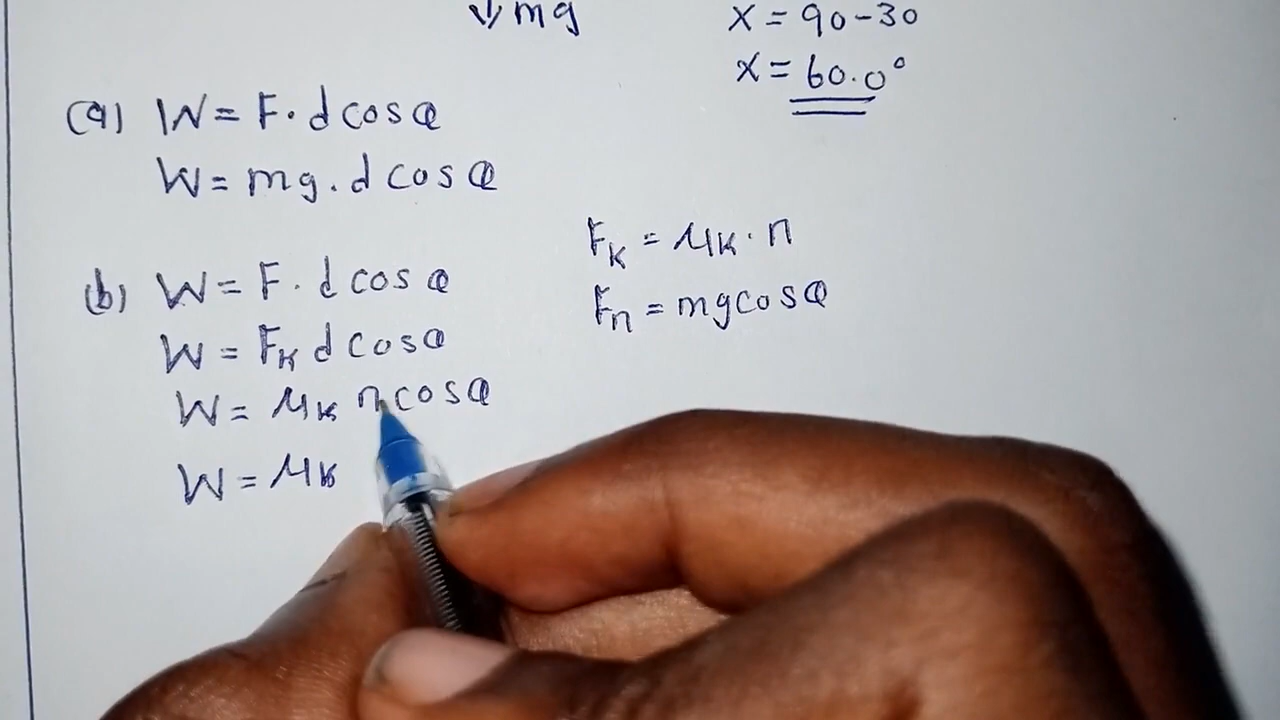 ↓mg
X = 90-30
X = 60.0°
(a) W = F. d cos θ
W = mg. d cos θ
Fk = μk. n
Fn = mg cos θ
(b) W = F. d cos θ
W = Fk d cos θ
W = μk n cos θ
W = μk